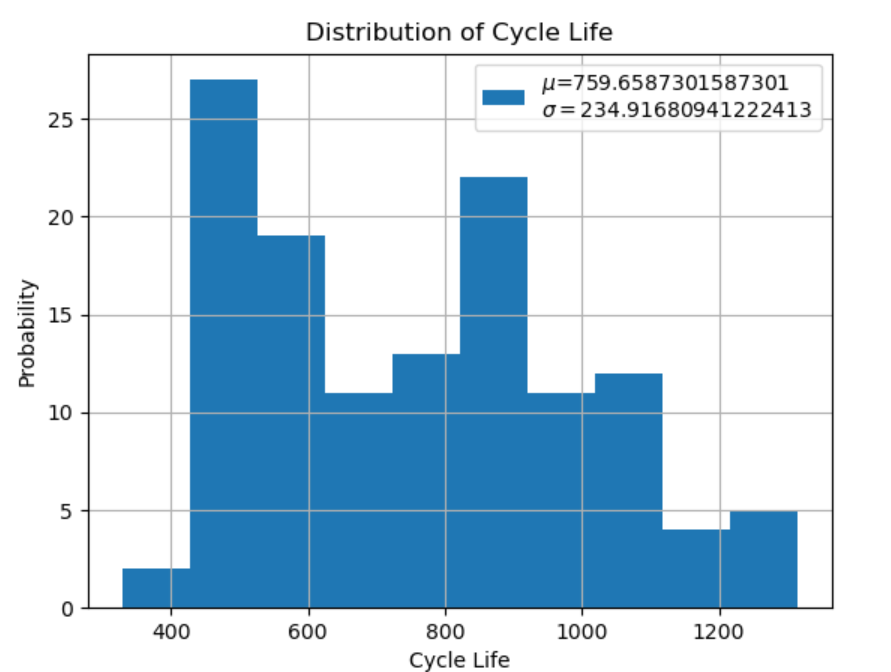 Distribution of Cycle Life
μ=759.6587301587301
σ = 234.91680941222413
Probability
25
20
15
10
5
0
400 600 800 1000 1200
Cycle Life